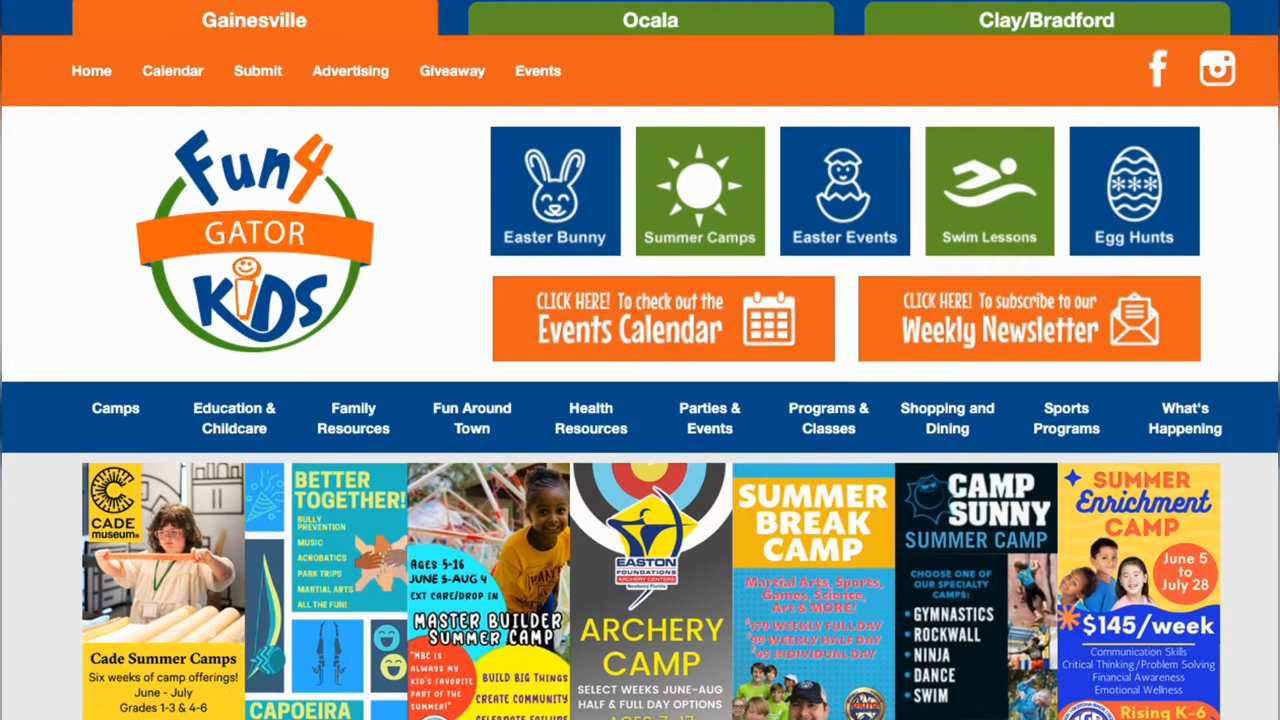 Gainesville
Ocala
Clay/Bradford
Home
Calendar
Submit
Advertising
Giveaway
Events
Fun4
GATOR
KiDS
Easter Bunny
Summer Camps
Easter Events
Swim Lessons
Egg Hunts
CLICK HERE! To check out the
Events Calendar
CLICK HERE! To subscribe to our
Weekly Newsletter
Camps
Education &
Childcare
Family
Resources
Fun Around
Town
Health
Resources
Parties &
Events
Programs &
Classes
Shopping and
Dining
Sports
Programs
What's
Happening
CADE
museum
Cade Summer Camps
Six weeks of camp offerings!
June - July
Grades 1-3 & 4-6
BETTER
TOGETHER!
BULLY
PREVENTION
MUSIC
ACROBATICS
PARK TRIPS
MARTIAL ARTS
ALL THE FUN!
CAPOEIRA
AGES 5-16
JUNE 5-AUG 4
EXT CARE/DROP IN
MASTER BUILDER
SUMMER CAMP
"MBC IS
ALWAYS MY
KID'S FAVORITE
PART OF THE
SUMMER!"
BUILD BIG THINGS
CREATE COMMUNITY
CELEBRATE FAILURE
EASTON
FOUNDATIONS
ARCHERY CENTERS
Newberry Florida
ARCHERY
CAMP
SELECT WEEKS JUNE-AUG
HALF & FULL DAY OPTIONS
AGES 7-17
SUMMER
BREAK
CAMP
Martial Arts, Sports,
Games, Science,
Art & MORE!
WEEKLY FULL DAY
WEEKLY HALF DAY
INDIVIDUAL DAY
CAMP
SUNNY
SUMMER CAMP
CHOOSE ONE OF
OUR SPECIALTY
CAMPS:
• GYMNASTICS
• ROCKWALL
• NINJA
• DANCE
• SWIM
SUMMER
Enrichment
CAMP
June 5
to
July 28
$145/week
Communication Skills
Critical Thinking/Problem Solving
Financial Awareness
Emotional Wellness
Rising K-6